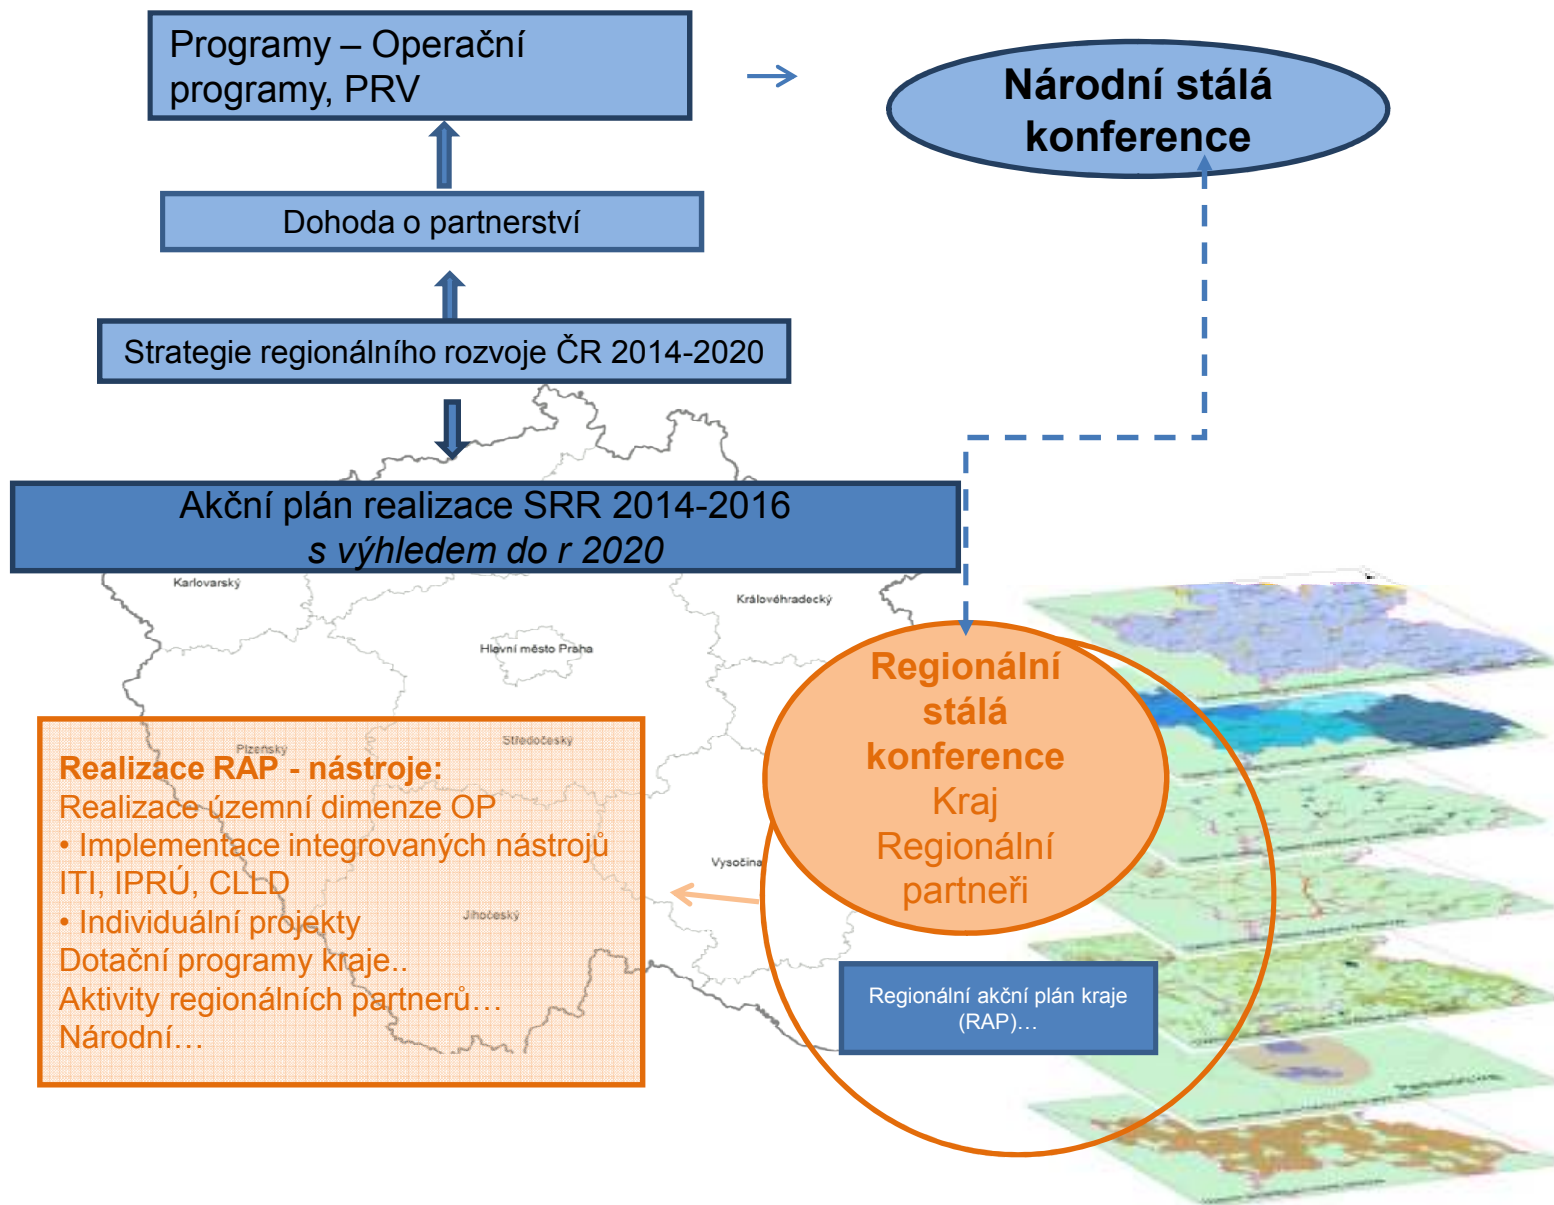 Programy – Operační
programy, PRV
Národní stálá
konference
Dohoda o partnerství
Strategie regionálního rozvoje ČR 2014-2020
Akční plán realizace SRR 2014-2016
s výhledem do r 2020
Karlovarský
Královéhradecký
Hlavní město Praha
Plzeňský
Středočeský
Vysočina
Jihočeský
Regionální
stálá
konference
Kraj
Regionální
partneři
Realizace RAP - nástroje:
Realizace územní dimenze OP
• Implementace integrovaných nástrojů
ITI, IPRÚ, CLLD
• Individuální projekty
Dotační programy kraje..
Aktivity regionálních partnerů…
Národní…
Regionální akční plán kraje
(RAP)…